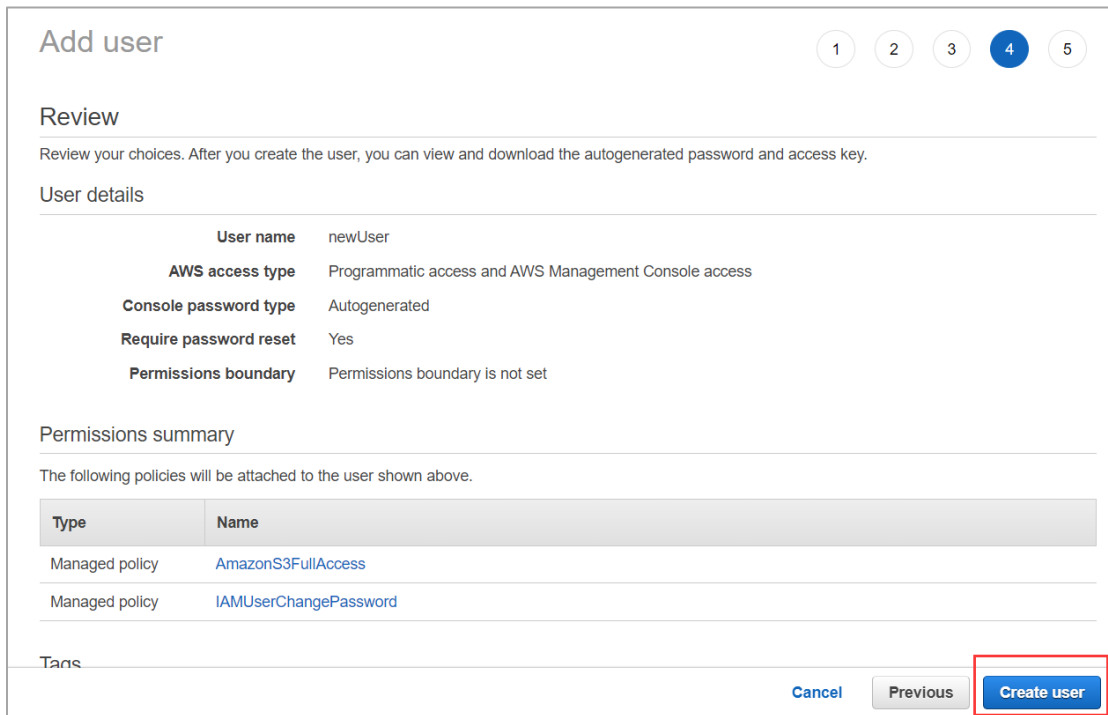 Add user
1 2 3 4 5
Review
Review your choices. After you create the user, you can view and download the autogenerated password and access key.
User details
User name newUser
AWS access type Programmatic access and AWS Management Console access
Console password type Autogenerated
Require password reset Yes
Permissions boundary Permissions boundary is not set
Permissions summary
The following policies will be attached to the user shown above.
Type Name
Managed policy AmazonS3FullAccess
Managed policy IAMUserChangePassword
Tags
Cancel Previous Create user